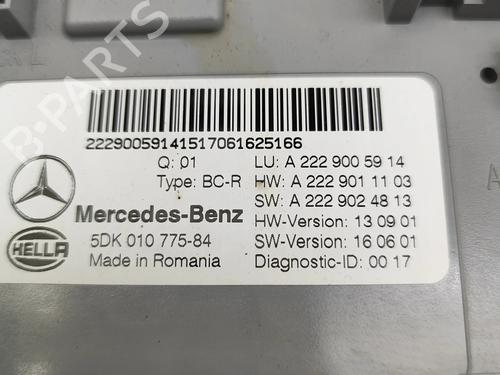 B-PARTS
2229005914151706 1625166
Q: 01
Type: BC-R
Mercedes-Benz
HELLA
5DK 010 775-84
Made in Romania
LU: A 222 900 59 14
HW: A 222 901 11 03
SW: A 222 902 48 13
HW-Version: 13 09 01
SW-Version: 16 06 01
Diagnostic-ID: 00 17